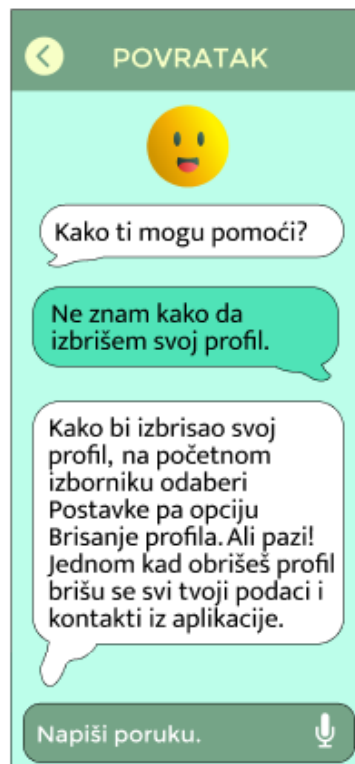 POVRATAK
Kako ti mogu pomoći?
Ne znam kako da
izbrišem svoj profil.
Kako bi izbrisao svoj
profil, na početnom
izborniku odaberi
Postavke pa opciju
Brisanje profila. Ali pazi!
Jednom kad obrišeš profil
brišu se svi tvoji podaci i
kontakti iz aplikacije.
Napiši poruku.